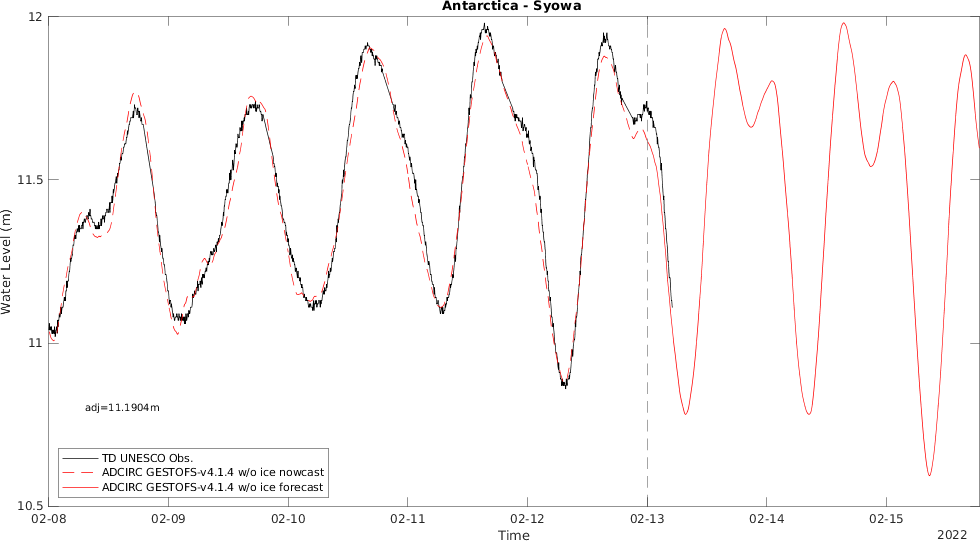 Antarctica - Syowa
Water Level (m)
12
11.5
11
10.5
adj=11.1904m
TD UNESCO Obs.
ADCIRC GESTOFS-v4.1.4 w/o ice nowcast
ADCIRC GESTOFS-v4.1.4 w/o ice forecast
02-08 02-09 02-10 02-11 02-12 02-13 02-14 02-15
Time
2022